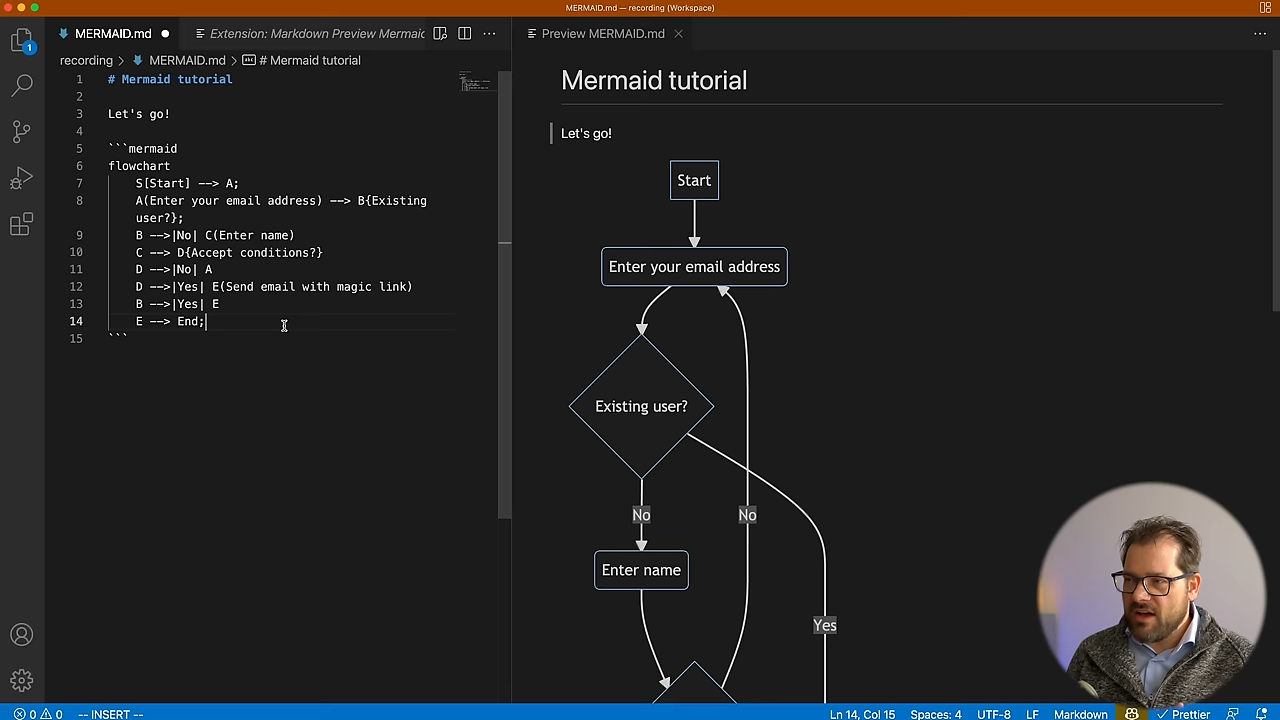 MERMAID.md — recording (Workspace)
MERMAID.md
Extension: Markdown Preview Mermaid
Preview MERMAID.md
1
recording > MERMAID.md > # Mermaid tutorial
1 # Mermaid tutorial
2
3 Let's go!
4
5 ```mermaid
6 flowchart
7 S[Start] --> A;
8 A(Enter your email address) --> B{Existing
user?};
9 B -->|No| C(Enter name)
10 C --> D{Accept conditions?}
11 D -->|No| A
12 D -->|Yes| E(Send email with magic link)
13 B -->|Yes| E
14 E --> End;
15 ```
Mermaid tutorial
Let's go!
Start
Enter your email address
Existing user?
No
No
Enter name
Yes
0 0 -- INSERT --
Ln 14, Col 15 Spaces: 4 UTF-8 LF Markdown Prettier